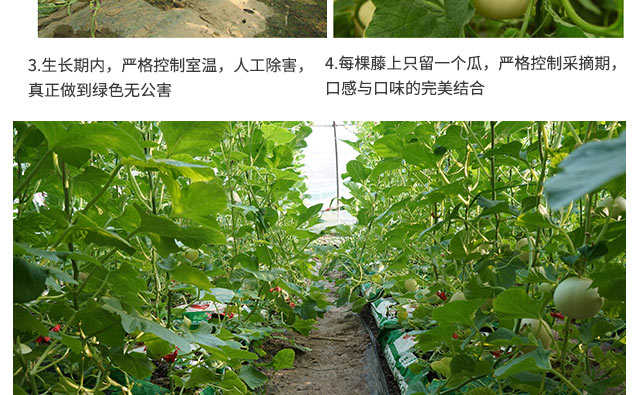 3.生长期内，严格控制室温，人工除害，
真正做到绿色无公害
4.每棵藤上只留一个瓜，严格控制采摘期，
口感与口味的完美结合